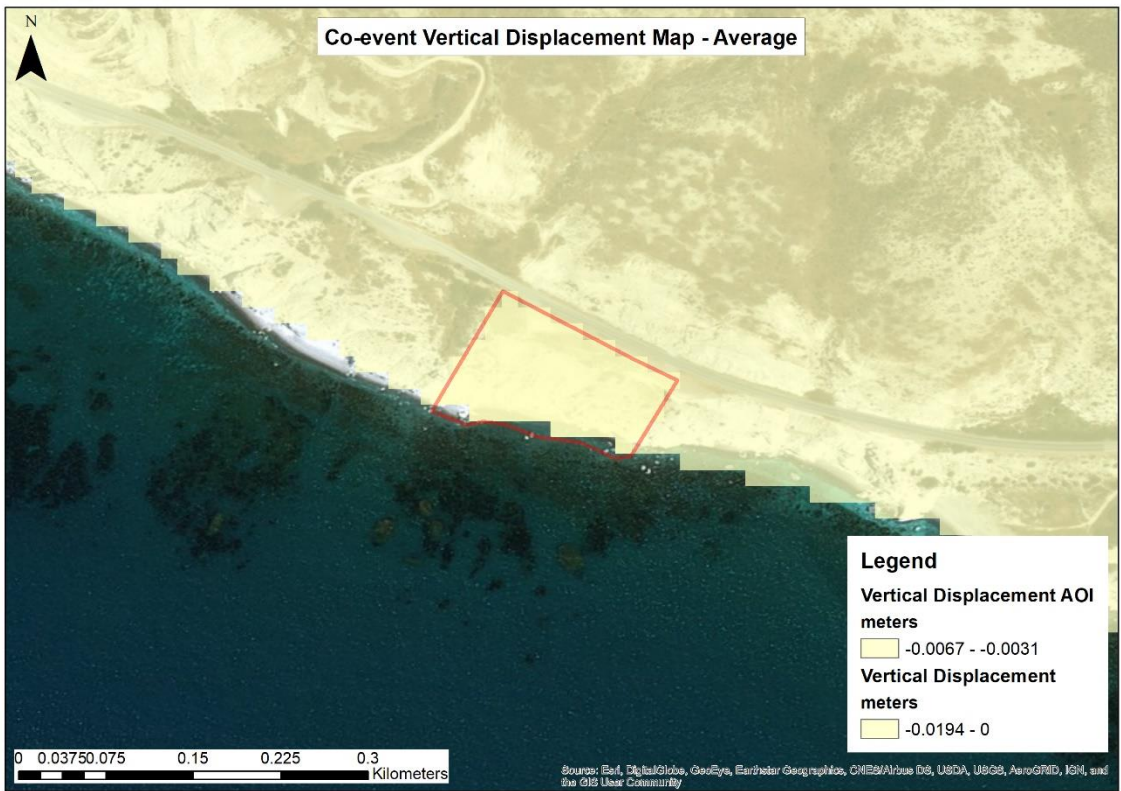 N
Co-event Vertical Displacement Map - Average
Legend
Vertical Displacement AOI
meters
-0.0067 - -0.0031
Vertical Displacement
meters
-0.0194 - 0
0 0.0375 0.075 0.15 0.225 0.3
Kilometers
Source: Esri, DigitalGlobe, GeoEye, Earthstar Geographics, CNES/Airbus DS, USDA, USGS, AeroGRID, IGN, and
the GIS User Community